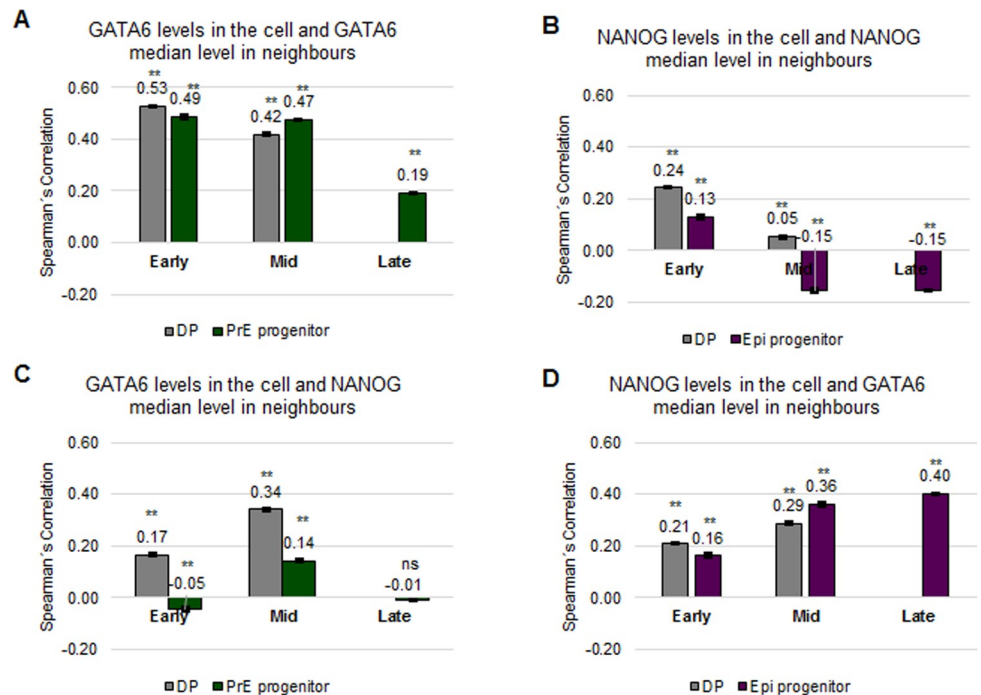 A
GATA6 levels in the cell and GATA6
median level in neighbours
Spearman´s Correlation
0.60
0.40
0.20
0.00
-0.20
**
0.53
**
0.49
**
0.42
**
0.47
**
0.19
Early
Mid
Late
DP
PrE progenitor
B
NANOG levels in the cell and NANOG
median level in neighbours
Spearman´s Correlation
0.60
0.40
0.20
0.00
-0.20
**
0.24
**
0.13
**
0.05
**
-0.15
**
-0.15
Early
Mid
Late
DP
Epi progenitor
C
GATA6 levels in the cell and NANOG
median level in neighbours
Spearman´s Correlation
0.60
0.40
0.20
0.00
-0.20
**
0.17
**
-0.05
**
0.34
**
0.14
ns
-0.01
Early
Mid
Late
DP
PrE progenitor
D
NANOG levels in the cell and GATA6
median level in neighbours
Spearman´s Correlation
0.60
0.40
0.20
0.00
-0.20
**
0.21
**
0.16
**
0.29
**
0.36
**
0.40
Early
Mid
Late
DP
Epi progenitor